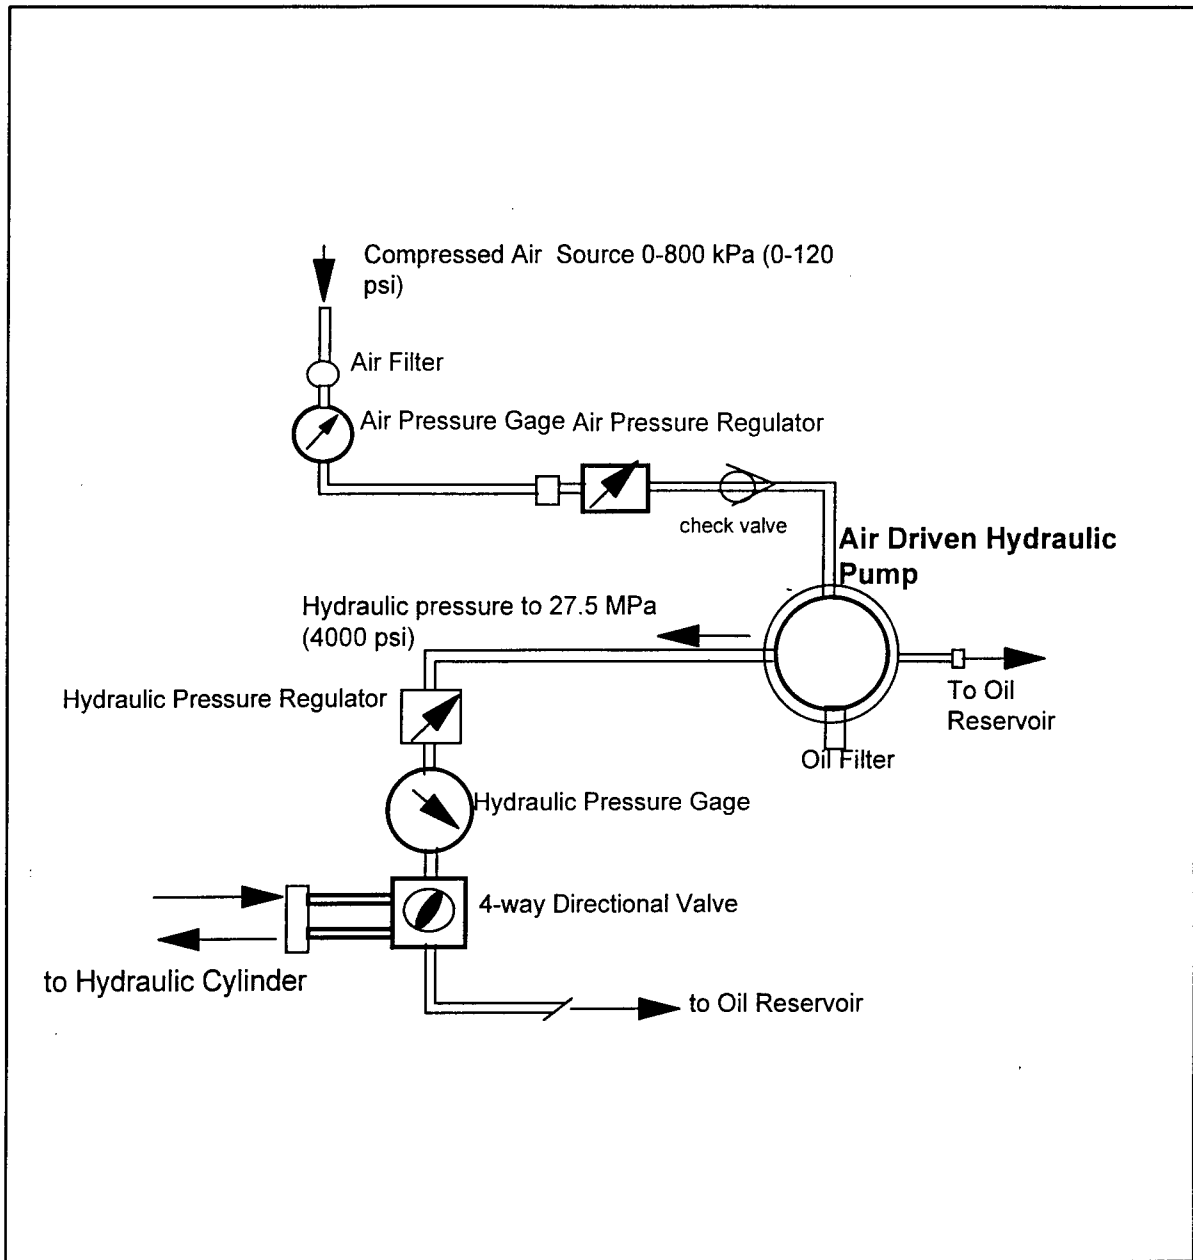 Compressed Air Source 0-800 kPa (0-120
psi)
Air Filter
Air Pressure Gage Air Pressure Regulator
check valve
Air Driven Hydraulic
Pump
Hydraulic pressure to 27.5 MPa
(4000 psi)
Hydraulic Pressure Regulator
To Oil
Reservoir
Oil Filter
Hydraulic Pressure Gage
4-way Directional Valve
to Hydraulic Cylinder
to Oil Reservoir